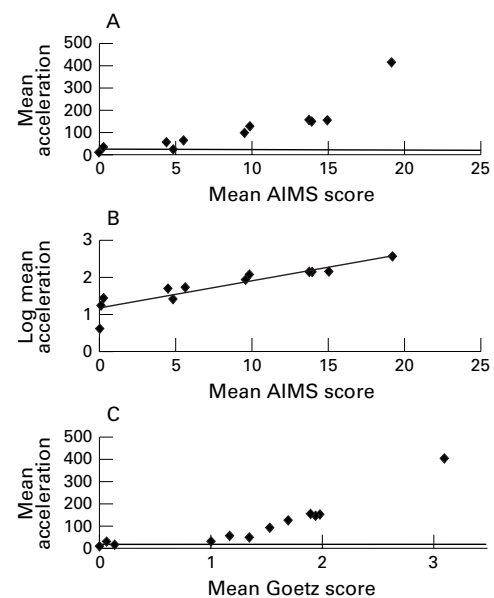 A
Mean
acceleration
500
400
300
200
100
0
0 5 10 15 20 25
Mean AIMS score
B
Log mean
acceleration
3
2
1
0
0 5 10 15 20 25
Mean AIMS score
C
Mean
acceleration
500
400
300
200
100
0
0 1 2 3
Mean Goetz score